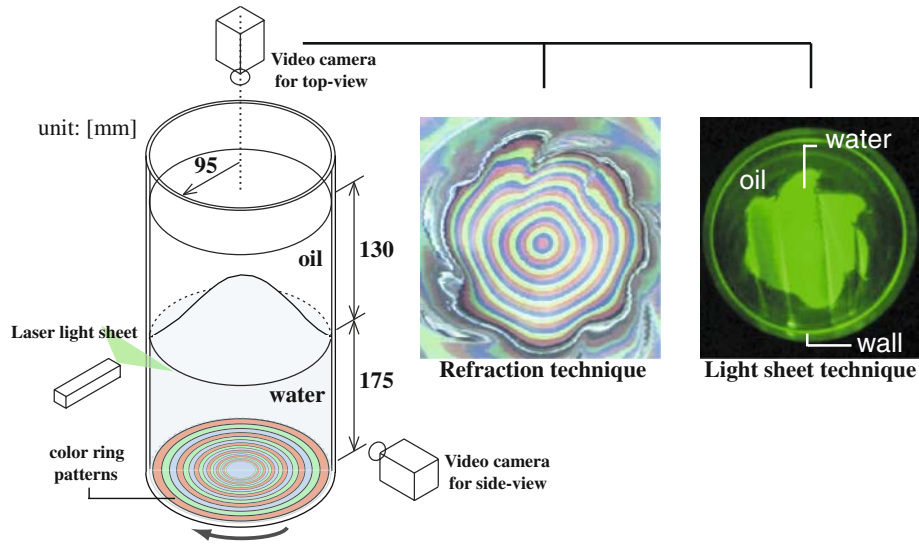 Video camera
for top-view
unit: [mm]
95
oil
130
Laser light sheet
water
175
color ring
patterns
Video camera
for side-view
Refraction technique
water
oil
wall
Light sheet technique